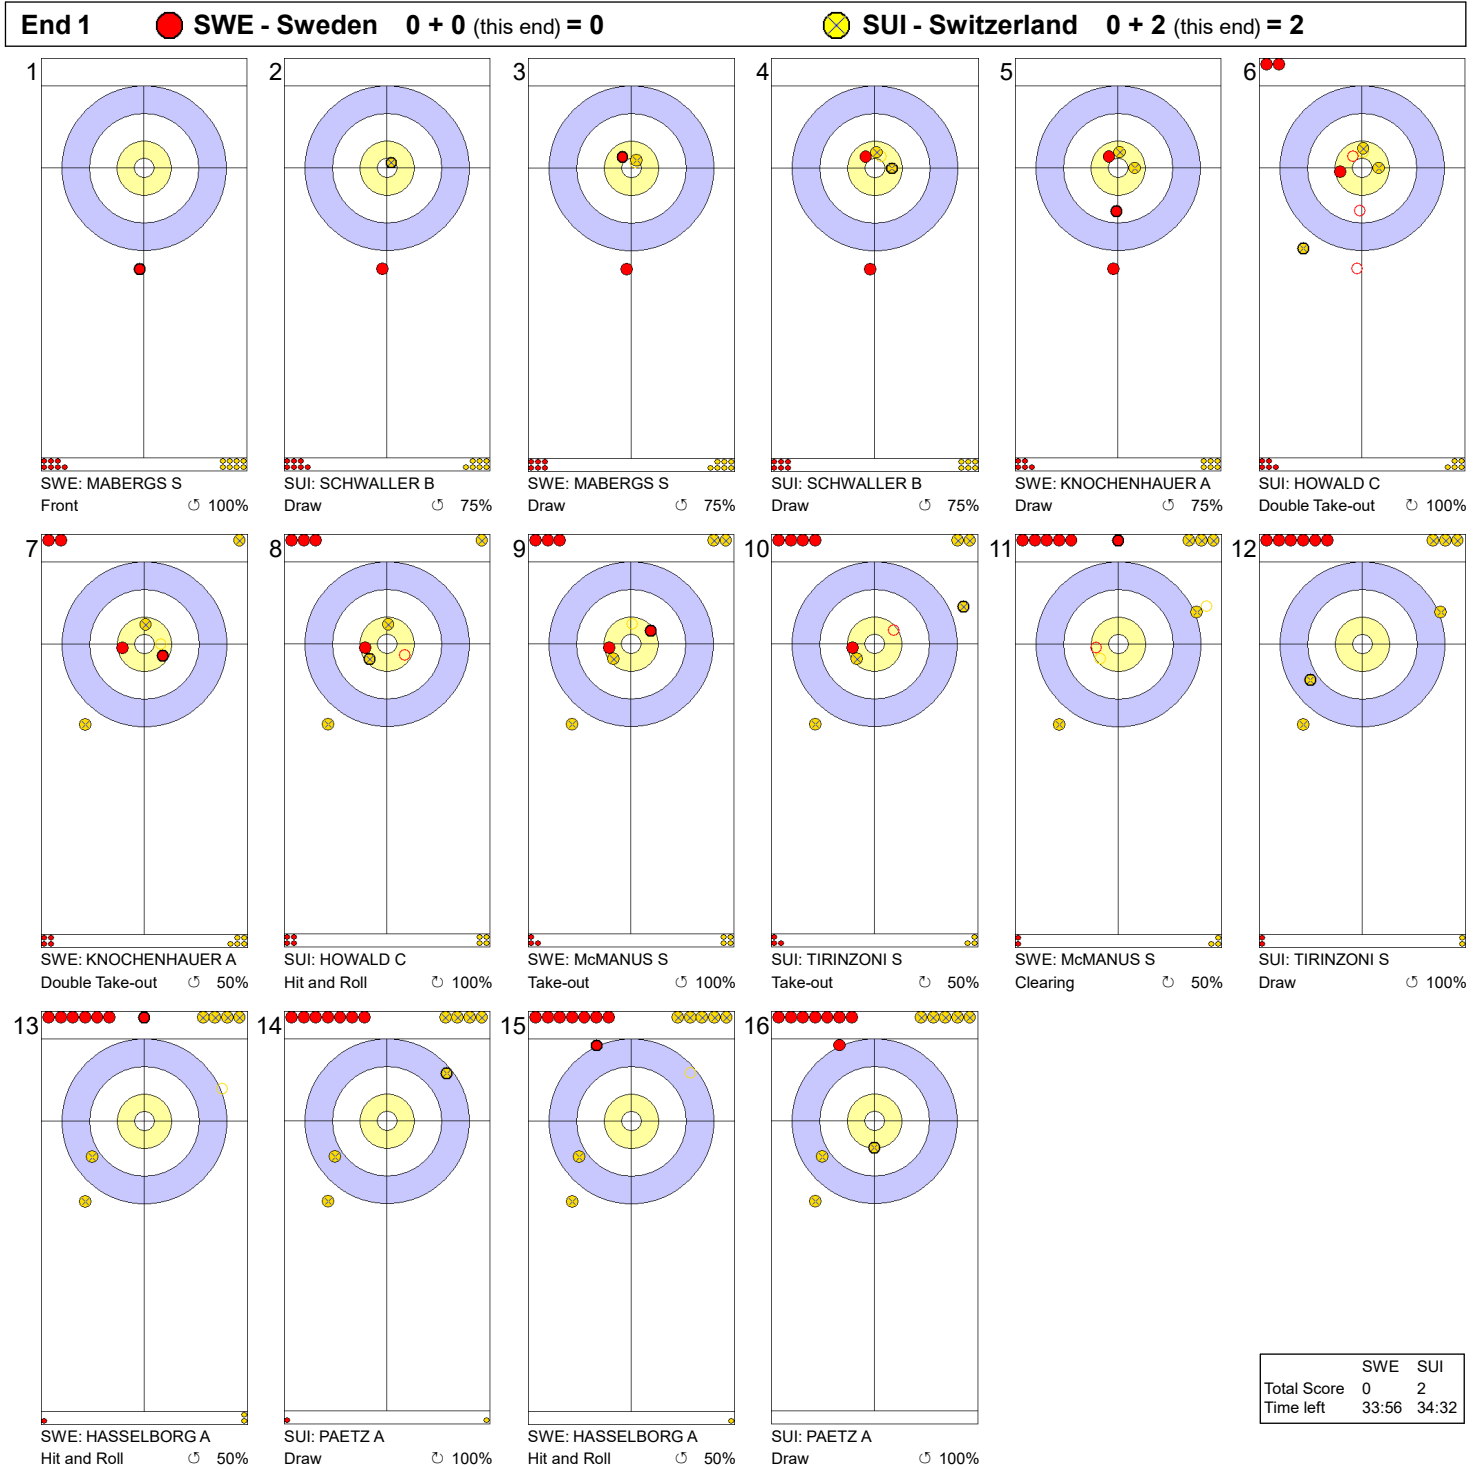 End 1 SWE - Sweden 0 + 0 (this end) = 0 SUI - Switzerland 0 + 2 (this end) = 2
1 2 3 4 5 6
SWE: MABERGS S SUI: SCHWALLER B SWE: MABERGS S SUI: SCHWALLER B SWE: KNOCHENHAUER A SUI: HOWALD C
Front ↺ 100% Draw ↺ 75% Draw ↺ 75% Draw ↺ 75% Draw ↺ 75% Double Take-out ↻ 100%
7 8 9 10 11 12
SWE: KNOCHENHAUER A SUI: HOWALD C SWE: McMANUS S SUI: TIRINZONI S SWE: McMANUS S SUI: TIRINZONI S
Double Take-out ↺ 50% Hit and Roll ↻ 100% Take-out ↺ 100% Take-out ↻ 50% Clearing ↻ 50% Draw ↻ 100%
13 14 15 16
SWE: HASSELBORG A SUI: PAETZ A SWE: HASSELBORG A SUI: PAETZ A
Hit and Roll ↺ 50% Draw ↻ 100% Hit and Roll ↺ 50% Draw ↻ 100%
SWE SUI
Total Score 0 2
Time left 33:56 34:32